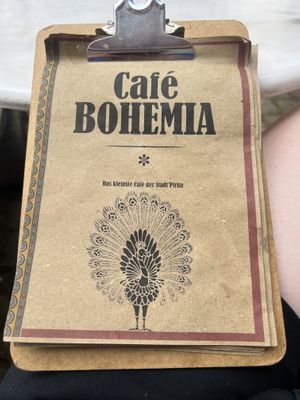 Café
BOHEMIA
*
Das kleinste Café der Stadt Pirna